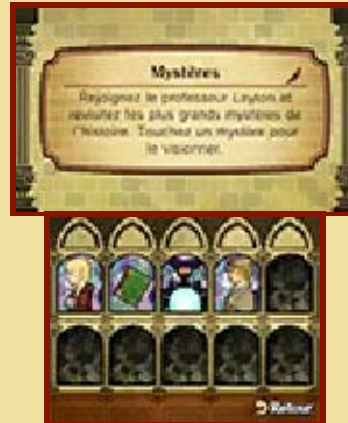 Mystères
Rejoignez le professeur Layton et
revisitez les plus grands mystères de
l'histoire. Touchez un mystère pour
le visionner.
Retour